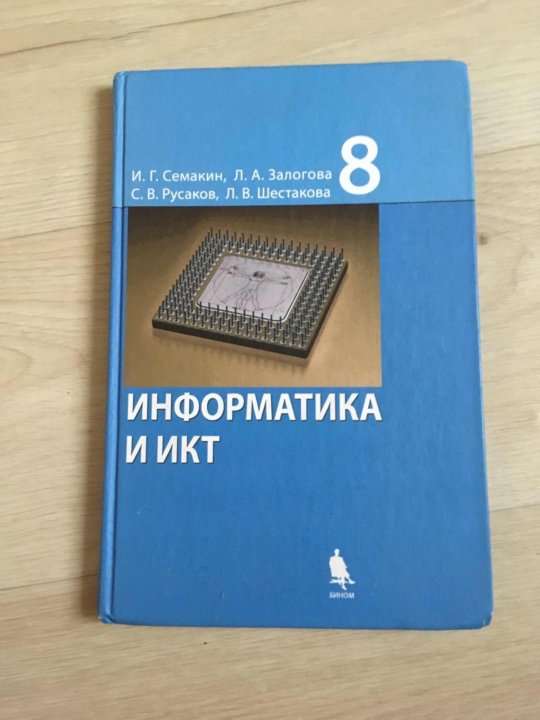 И. Г. Семакин, Л. А. Залогова
С. В. Русаков, Л. В. Шестакова
8
ИНФОРМАТИКА
И ИКТ
БИНОМ